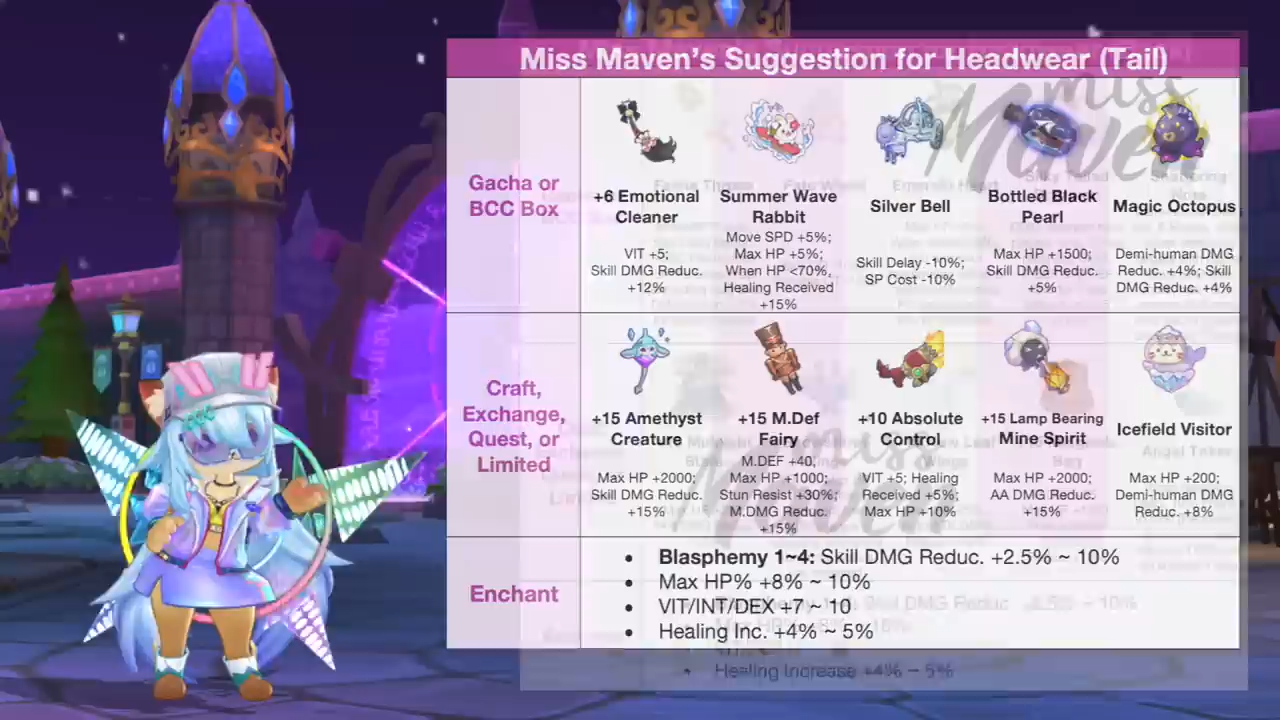 Miss Maven's Suggestion for Headwear (Tail)
miss
Maven
Gacha or
BCC Box
+6 Emotional
Cleaner
VIT +5;
Skill DMG Reduc.
+12%
Summer Wave
Rabbit
Move SPD +5%;
Max HP +5%;
When HP <70%,
Healing Received
+15%
Silver Bell
Skill Delay -10%;
SP Cost -10%
Bottled Black
Pearl
Max HP +1500;
Skill DMG Reduc.
+5%
Magic Octopus
Demi-human DMG
Reduc. +4%; Skill
DMG Reduc. +4%
Craft,
Exchange,
Quest, or
Limited
+15 Amethyst
Creature
Max HP +2000;
Skill DMG Reduc.
+15%
+15 M.Def
Fairy
M.DEF +40;
Max HP +1000;
Stun Resist +30%;
M.DMG Reduc.
+15%
+10 Absolute
Control
VIT +5; Healing
Received +5%;
Max HP +10%
+15 Lamp Bearing
Mine Spirit
Max HP +2000;
AA DMG Reduc.
+15%
Icefield Visitor
Max HP +200;
Demi-human DMG
Reduc. +8%
Enchant
• Blasphemy 1~4: Skill DMG Reduc. +2.5% ~ 10%
• Max HP% +8% ~ 10%
• VIT/INT/DEX +7 ~ 10
• Healing Inc. +4% ~ 5%
• Healing Increase +4% ~ 5%